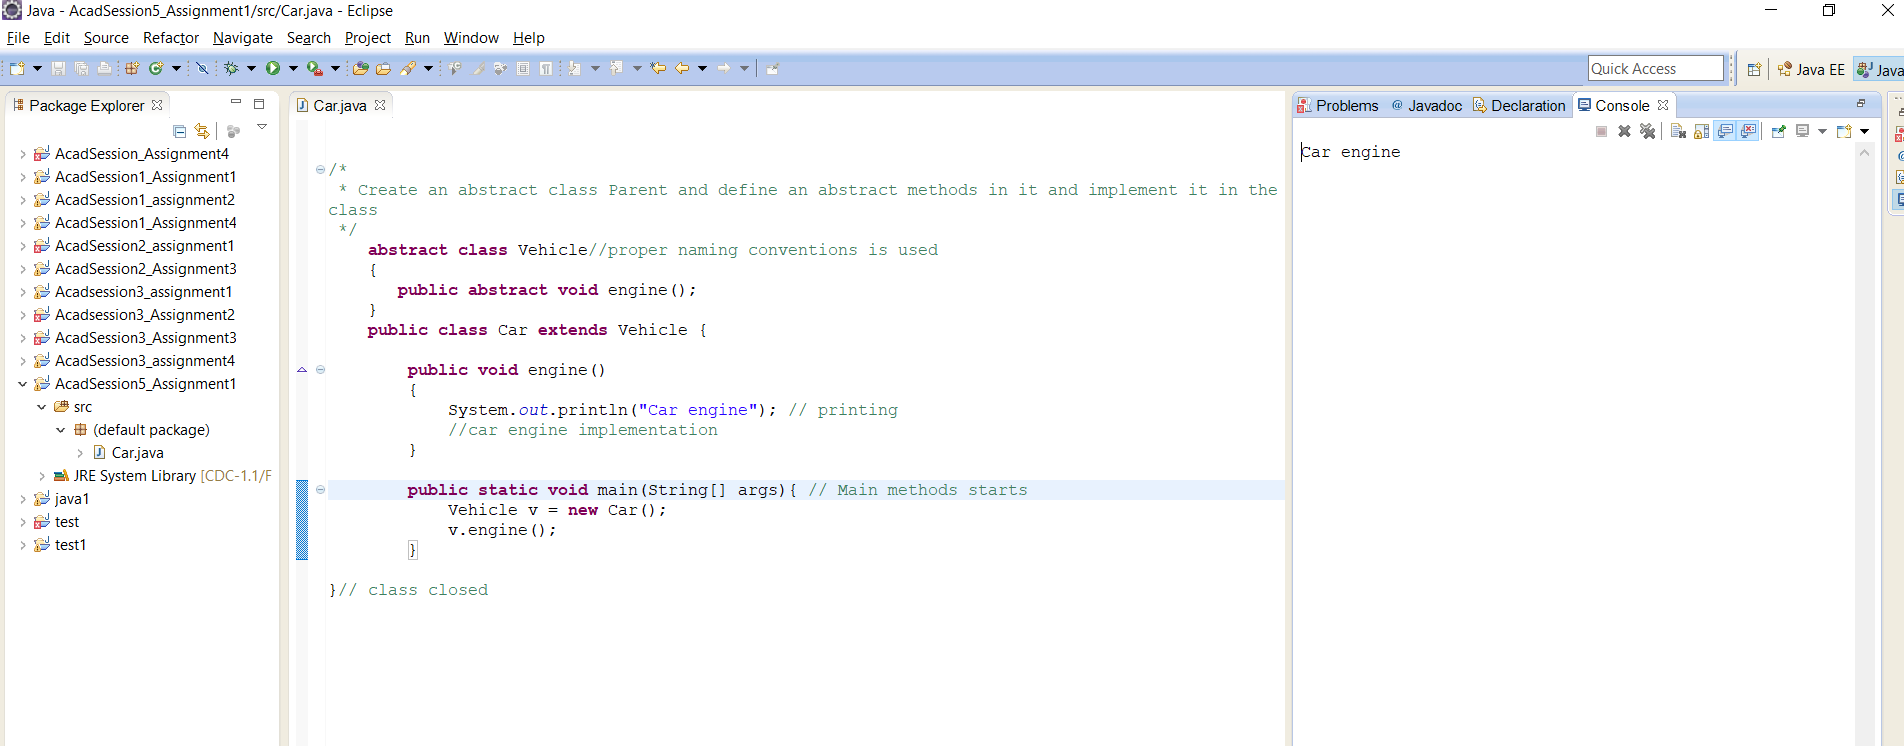 Java - AcadSession5_Assignment1/src/Car.java - Eclipse
File Edit Source Refactor Navigate Search Project Run Window Help
Quick Access
Java EE
Java
Package Explorer
AcadSession_Assignment4
AcadSession1_Assignment1
AcadSession1_assignment2
AcadSession1_Assignment4
AcadSession2_assignment1
AcadSession2_Assignment3
Acadsession3_assignment1
Acadsession3_Assignment2
AcadSession3_Assignment3
AcadSession3_assignment4
AcadSession5_Assignment1
src
(default package)
Car.java
JRE System Library [CDC-1.1/F
java1
test
test1
Car.java
/*
* Create an abstract class Parent and define an abstract methods in it and implement it in the
class
*/
abstract class Vehicle//proper naming conventions is used
{
public abstract void engine();
}
public class Car extends Vehicle {
public void engine()
{
System.out.println("Car engine"); // printing
//car engine implementation
}
public static void main(String[] args){ // Main methods starts
Vehicle v = new Car();
v.engine();
}
}// class closed
Problems @ Javadoc Declaration Console
Car engine